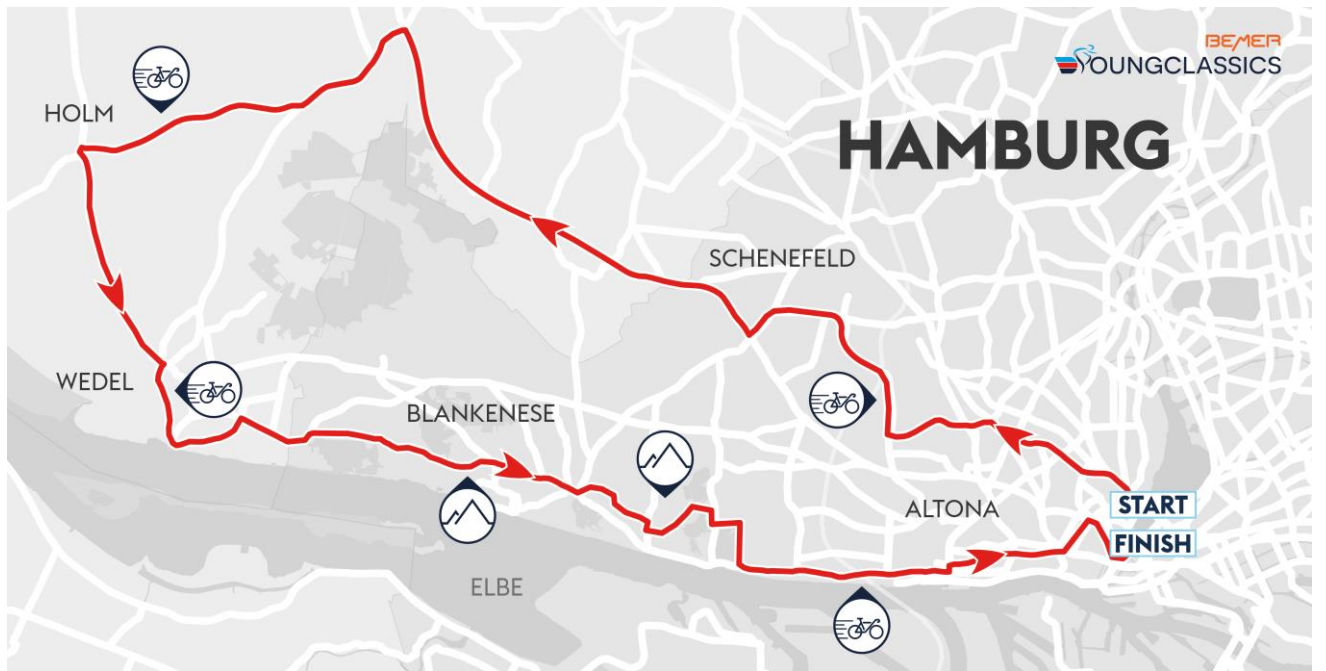 BEMER
YOUNGCLASSICS
HAMBURG
HOLM
SCHENEFELD
WEDEL
BLANKENESE
ALTONA
START
FINISH
ELBE